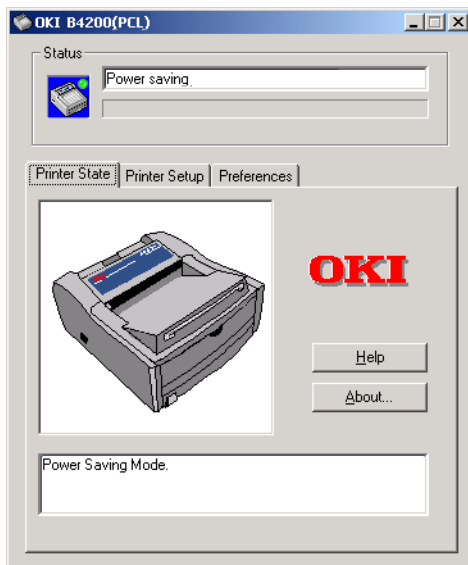 OKI B4200(PCL)
Status
Power saving
Printer State Printer Setup Preferences
OKI
Help
About...
Power Saving Mode.